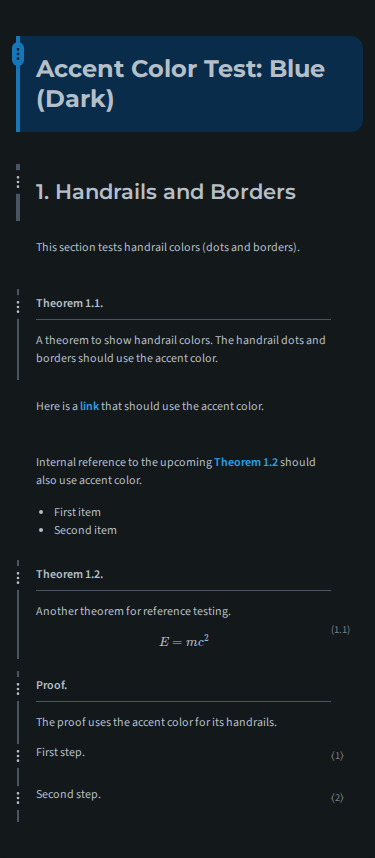 Accent Color Test: Blue
(Dark)
1. Handrails and Borders
This section tests handrail colors (dots and borders).
Theorem 1.1.
A theorem to show handrail colors. The handrail dots and
borders should use the accent color.
Here is a link that should use the accent color.
Internal reference to the upcoming Theorem 1.2 should
also use accent color.
• First item
• Second item
Theorem 1.2.
Another theorem for reference testing.
E = mc² (1.1)
Proof.
The proof uses the accent color for its handrails.
First step. (1)
Second step. (2)